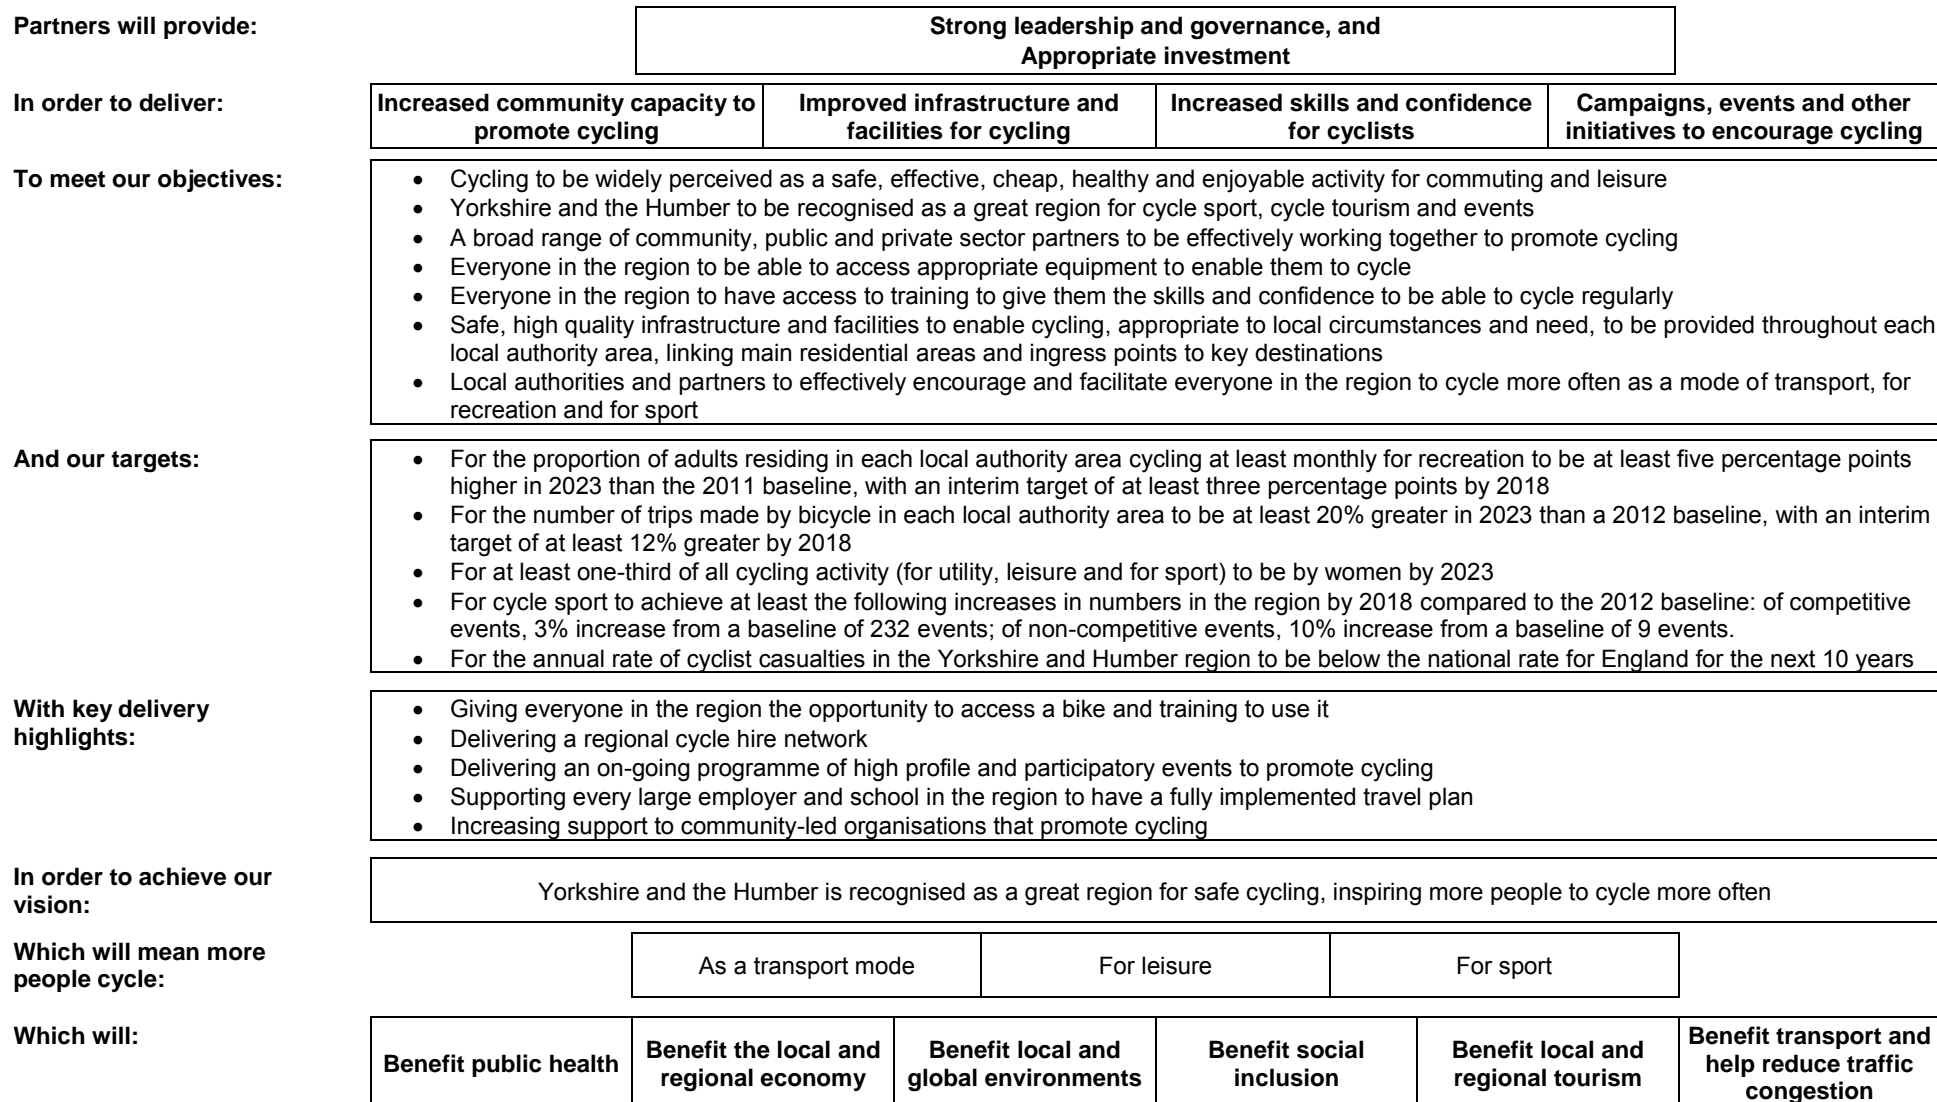 Partners will provide:
Strong leadership and governance, and
Appropriate investment
In order to deliver:
Increased community capacity to
promote cycling
Improved infrastructure and
facilities for cycling
Increased skills and confidence
for cyclists
Campaigns, events and other
initiatives to encourage cycling
To meet our objectives:
• Cycling to be widely perceived as a safe, effective, cheap, healthy and enjoyable activity for commuting and leisure
• Yorkshire and the Humber to be recognised as a great region for cycle sport, cycle tourism and events
• A broad range of community, public and private sector partners to be effectively working together to promote cycling
• Everyone in the region to be able to access appropriate equipment to enable them to cycle
• Everyone in the region to have access to training to give them the skills and confidence to be able to cycle regularly
• Safe, high quality infrastructure and facilities to enable cycling, appropriate to local circumstances and need, to be provided throughout each
local authority area, linking main residential areas and ingress points to key destinations
• Local authorities and partners to effectively encourage and facilitate everyone in the region to cycle more often as a mode of transport, for
recreation and for sport
And our targets:
• For the proportion of adults residing in each local authority area cycling at least monthly for recreation to be at least five percentage points
higher in 2023 than the 2011 baseline, with an interim target of at least three percentage points by 2018
• For the number of trips made by bicycle in each local authority area to be at least 20% greater in 2023 than a 2012 baseline, with an interim
target of at least 12% greater by 2018
• For at least one-third of all cycling activity (for utility, leisure and for sport) to be by women by 2023
• For cycle sport to achieve at least the following increases in numbers in the region by 2018 compared to the 2012 baseline: of competitive
events, 3% increase from a baseline of 232 events; of non-competitive events, 10% increase from a baseline of 9 events.
• For the annual rate of cyclist casualties in the Yorkshire and Humber region to be below the national rate for England for the next 10 years
With key delivery
highlights:
• Giving everyone in the region the opportunity to access a bike and training to use it
• Delivering a regional cycle hire network
• Delivering an on-going programme of high profile and participatory events to promote cycling
• Supporting every large employer and school in the region to have a fully implemented travel plan
• Increasing support to community-led organisations that promote cycling
In order to achieve our
vision:
Yorkshire and the Humber is recognised as a great region for safe cycling, inspiring more people to cycle more often
Which will mean more
people cycle:
As a transport mode
For leisure
For sport
Which will:
Benefit public health
Benefit the local and
regional economy
Benefit local and
global environments
Benefit social
inclusion
Benefit local and
regional tourism
Benefit transport and
help reduce traffic
congestion